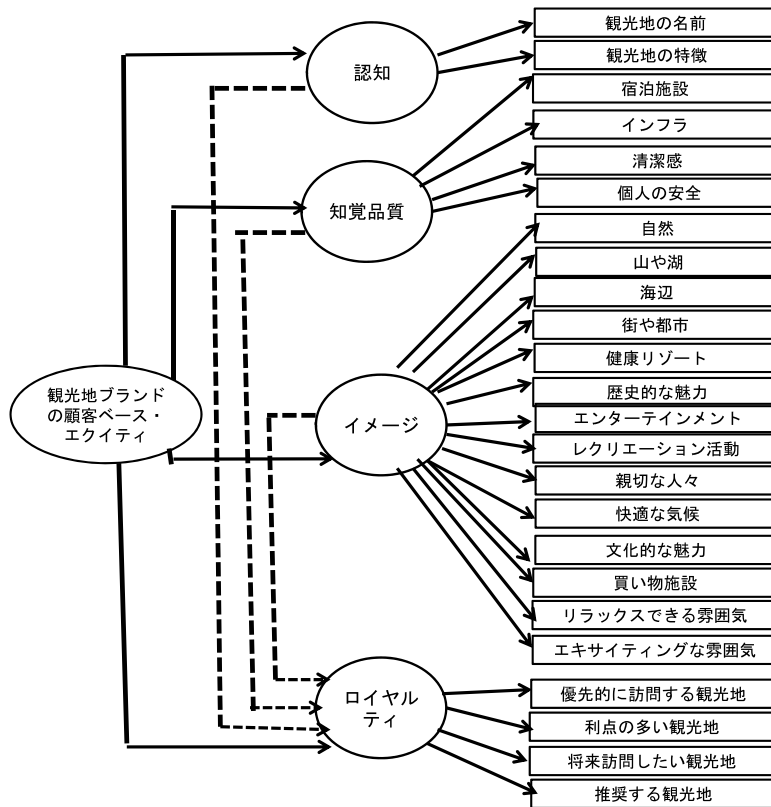 認知
知覚品質
観光地ブランド
の顧客ベース・
エクイティ
イメージ
ロイヤル
ティ
観光地の名前
観光地の特徴
宿泊施設
インフラ
清潔感
個人の安全
自然
山や湖
海辺
街や都市
健康リゾート
歴史的な魅力
エンターテインメント
レクリエーション活動
親切な人々
快適な気候
文化的な魅力
買い物施設
リラックスできる雰囲気
エキサイティングな雰囲気
優先的に訪問する観光地
利点の多い観光地
将来訪問したい観光地
推奨する観光地